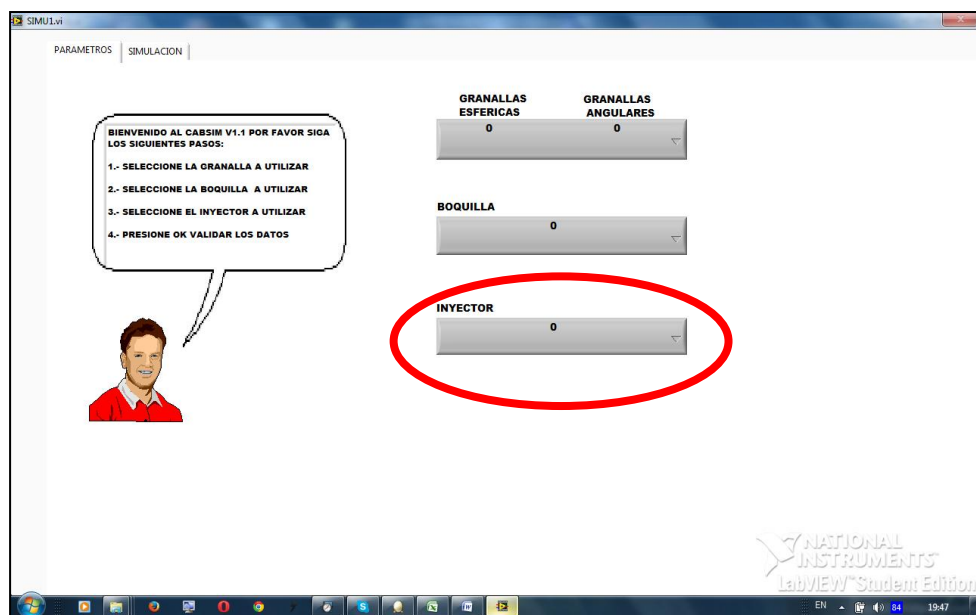 SIMU1.vi
PARAMETROS
SIMULACION
BIENVENIDO AL CABSIM V1.1 POR FAVOR SIGA
LOS SIGUIENTES PASOS:
1.- SELECCIONE LA GRANALLA A UTILIZAR
2.- SELECCIONE LA BOQUILLA A UTILIZAR
3.- SELECCIONE EL INYECTOR A UTILIZAR
4.- PRESIONE OK VALIDAR LOS DATOS
GRANALLAS
ESFERICAS
GRANALLAS
ANGULARES
0
0
BOQUILLA
0
INYECTOR
0
NATIONAL
INSTRUMENTS
LabVIEW™ Student Edition
EN
84
19:47